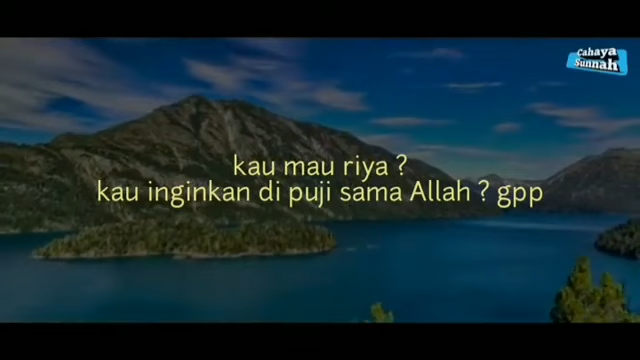 Cahaya
Sunnah
kau mau riya ?
kau inginkan di puji sama Allah ? gpp